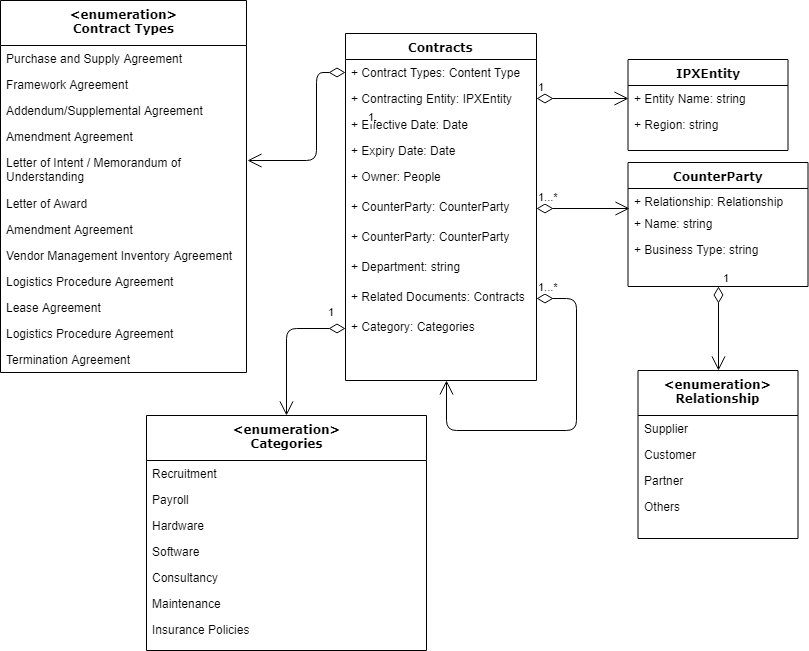 <enumeration>
Contract Types
Purchase and Supply Agreement
Framework Agreement
Addendum/Supplemental Agreement
Amendment Agreement
Letter of Intent / Memorandum of
Understanding
Letter of Award
Amendment Agreement
Vendor Management Inventory Agreement
Logistics Procedure Agreement
Lease Agreement
Logistics Procedure Agreement
Termination Agreement
Contracts
+ Contract Types: Content Type
+ Contracting Entity: IPXEntity
1
+ Effective Date: Date
+ Expiry Date: Date
+ Owner: People
+ CounterParty: CounterParty
+ CounterParty: CounterParty
+ Department: string
+ Related Documents: Contracts
+ Category: Categories
1
1...*
1...*
1
IPXEntity
+ Entity Name: string
+ Region: string
CounterParty
+ Relationship: Relationship
+ Name: string
+ Business Type: string
1
<enumeration>
Relationship
Supplier
Customer
Partner
Others
<enumeration>
Categories
Recruitment
Payroll
Hardware
Software
Consultancy
Maintenance
Insurance Policies